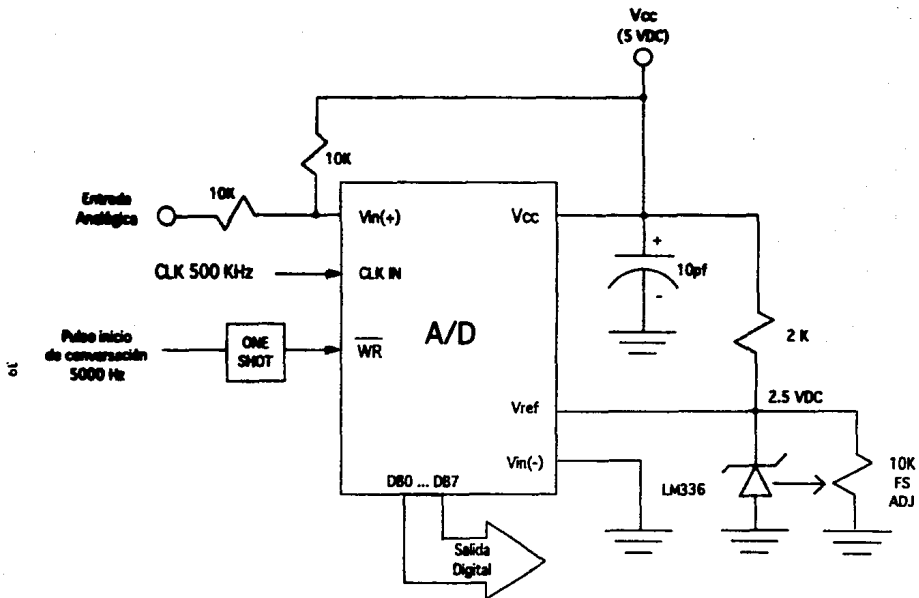 Vcc
(5 VDC)
10K
10K
Entrada
Analógica
Vin(+)
Vcc
+
10pf
-
CLK 500 KHz
CLK IN
A/D
2 K
Pulso inicio
de conversación
5000 Hz
ONE
SHOT
WR
39
2.5 VDC
Vref
Vin(-)
LM336
10K
FS
ADJ
DB0 ... DB7
Salida
Digital